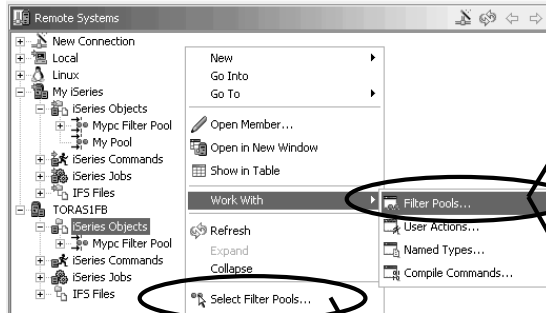 Remote Systems
New Connection
Local
Linux
My iSeries
iSeries Objects
Mypc Filter Pool
My Pool
iSeries Commands
iSeries Jobs
IFS Files
TORAS1FB
iSeries Objects
Mypc Filter Pool
iSeries Commands
iSeries Jobs
IFS Files
New
Go Into
Go To
Open Member...
Open in New Window
Show in Table
Work With
Refresh
Expand
Collapse
Select Filter Pools...
Filter Pools...
User Actions...
Named Types...
Compile Commands...